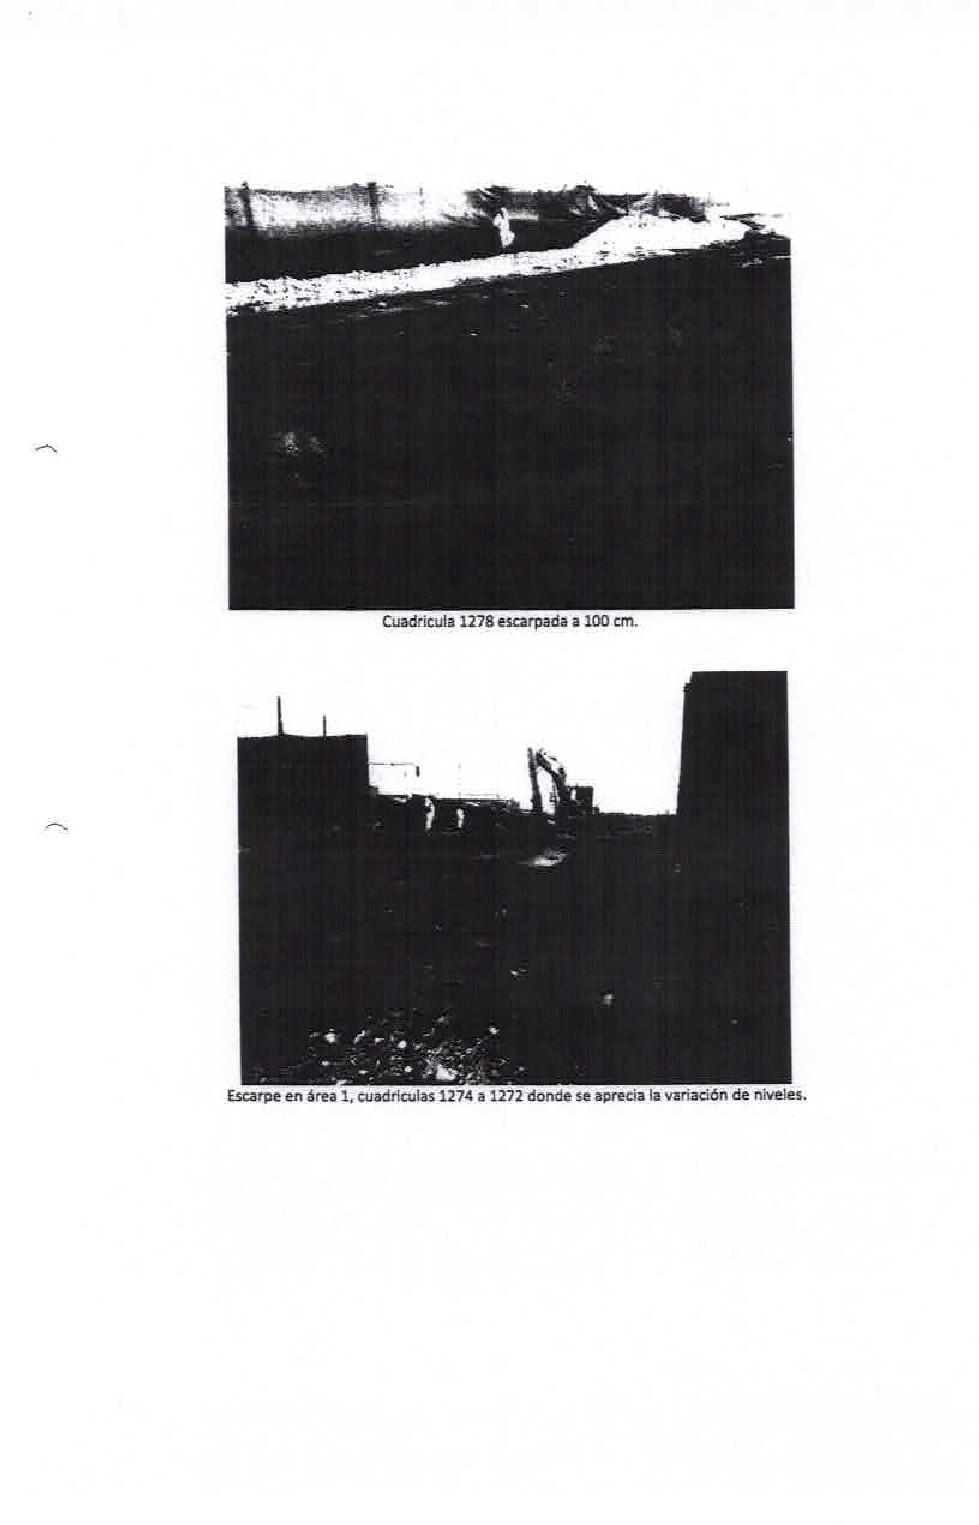 Cuadricula 1278 escarpada a 100 cm.
Escarpe en área 1, cuadriculas 1274 a 1272 donde se aprecia la variación de niveles.